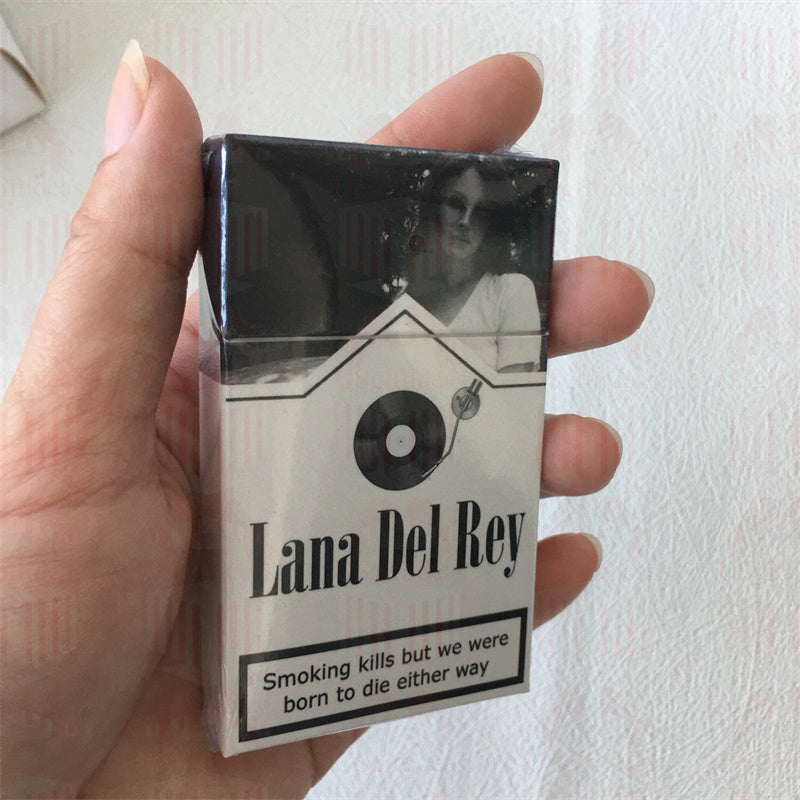 Lana Del Rey
Smoking kills but we were
born to die either way